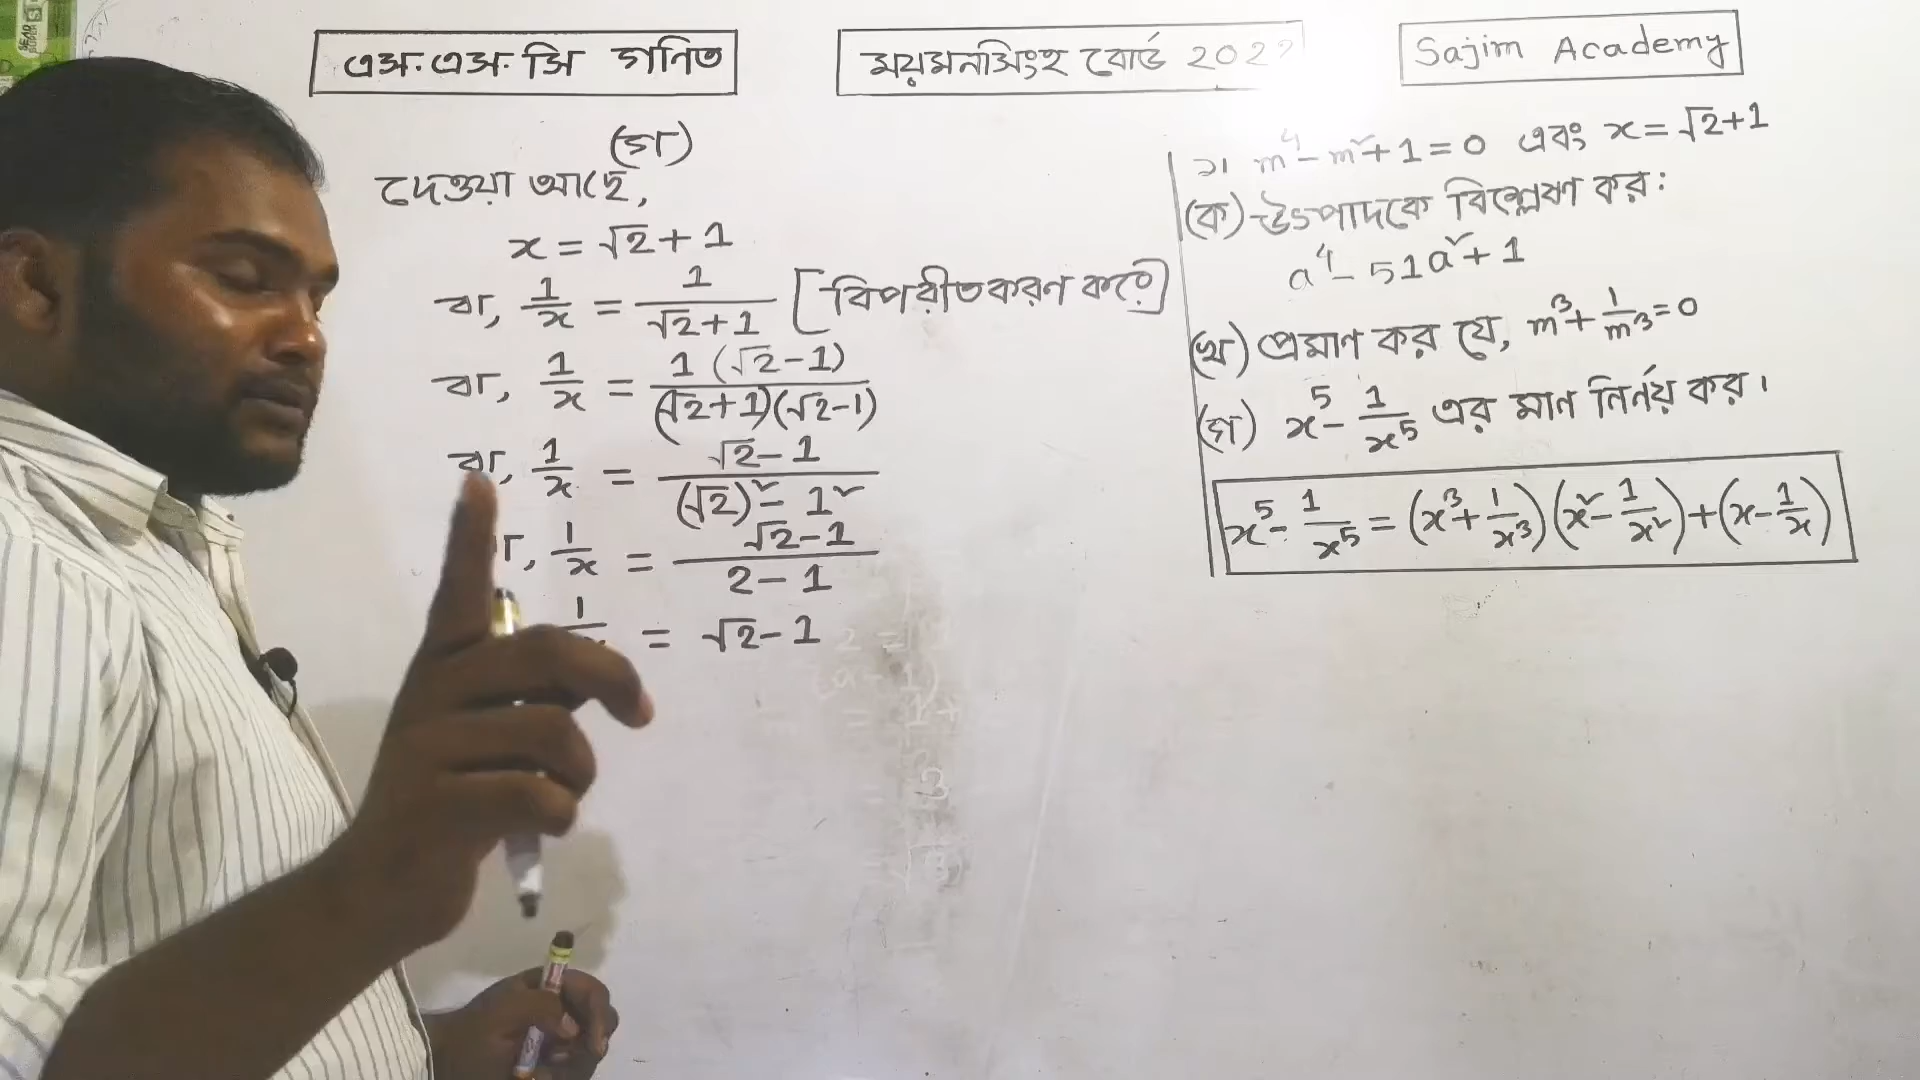 এস. এস. সি গনিত
ময়মনসিংহ বোর্ড 2022
Sajim Academy
(গ)
দেওয়া আছে,
x = √2 + 1
বা, 1/x = 1/(√2+1) [বিপরীতকরণ করে]
বা, 1/x = 1(√2-1)/(√2+1)(√2-1)
বা, 1/x = (√2-1)/((√2)² - 1²)
1/x = (√2-1)/(2-1)
1 = √2-1
১। m⁴ - m² + 1 = 0 এবং x = √2+1
(ক) উৎপাদকে বিশ্লেষণ কর:
a⁴ - 51a² + 1
(খ) প্রমাণ কর যে, m³ + 1/m³ = 0
(গ) x⁵ - 1/x⁵ এর মান নির্নয় কর।
x⁵ - 1/x⁵ = (x³ + 1/x³)(x² - 1/x²) + (x - 1/x)